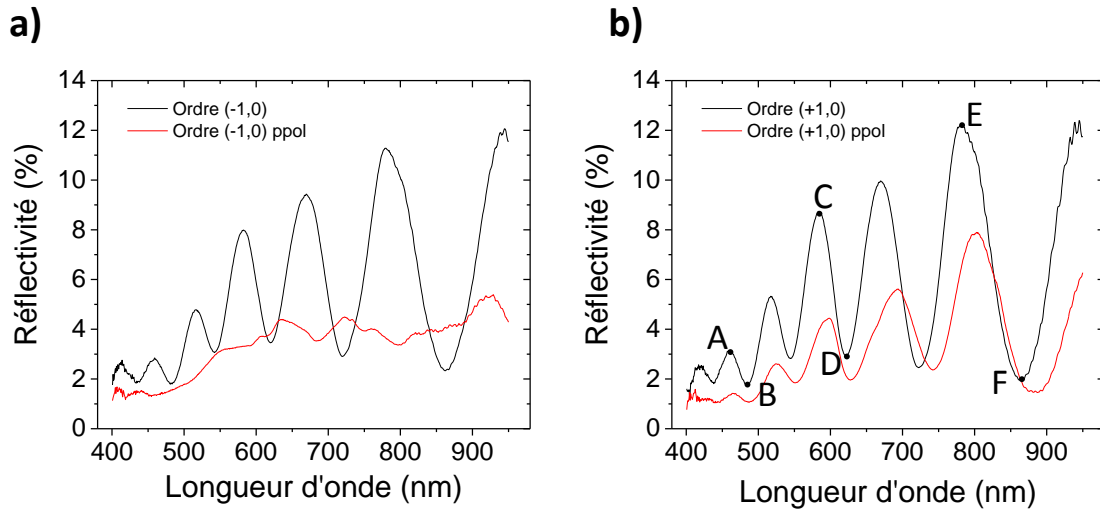 a)
14
12
10
8
6
4
2
0
Réflectivité (%)
Ordre (-1,0)
Ordre (-1,0) ppol
400 500 600 700 800 900
Longueur d'onde (nm)
b)
14
12
10
8
6
4
2
0
Réflectivité (%)
Ordre (+1,0)
Ordre (+1,0) ppol
E
C
A
D
B
F
400 500 600 700 800 900
Longueur d'onde (nm)